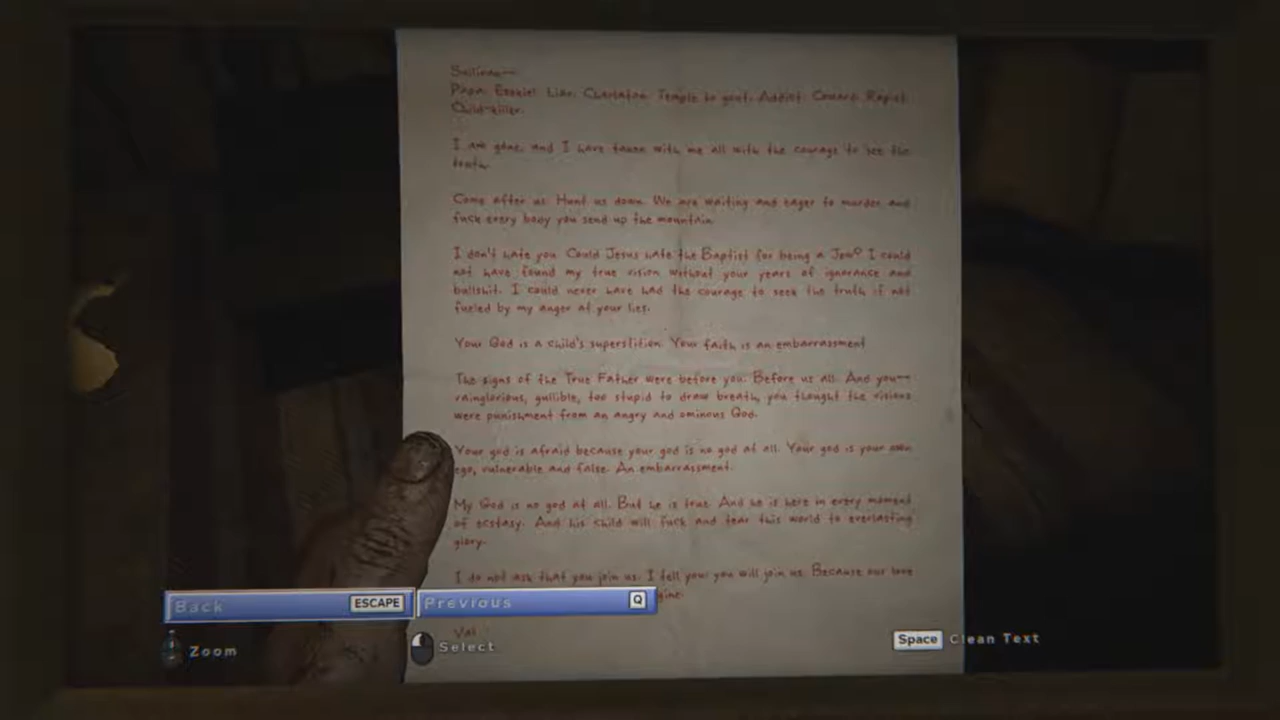 Sullivan--
Papa. Ezekiel. Liar. Charlatan. Temple to gout. Addict. Coward. Rapist.
Child-killer.
I am gone, and I have taken with me all with the courage to see the
truth.
Come after us. Hunt us down. We are waiting and eager to murder and
fuck every body you send up the mountain.
I don't hate you. Could Jesus hate the Baptist for being a Jew? I could
not have found my true vision without your years of ignorance and
bullshit. I could never have had the courage to seek the truth if not
fueled by my anger at your lies.
Your God is a child's superstition. Your faith is an embarrassment.
The signs of the True Father were before you. Before us all. And you--
vainglorious, gullible, too stupid to draw breath, you thought the visions
were punishment from an angry and ominous God.
Your god is afraid because your god is no god at all. Your god is your own
ego, vulnerable and false. An embarrassment.
My God is no god at all. But he is true. And he is here in every moment
of ecstasy. And his child will fuck and tear this world to everlasting
glory.
I do not ask that you join us. I tell you: you will join us. Because our love
Val
Back ESCAPE Previous Q
Zoom Select Space Clean Text